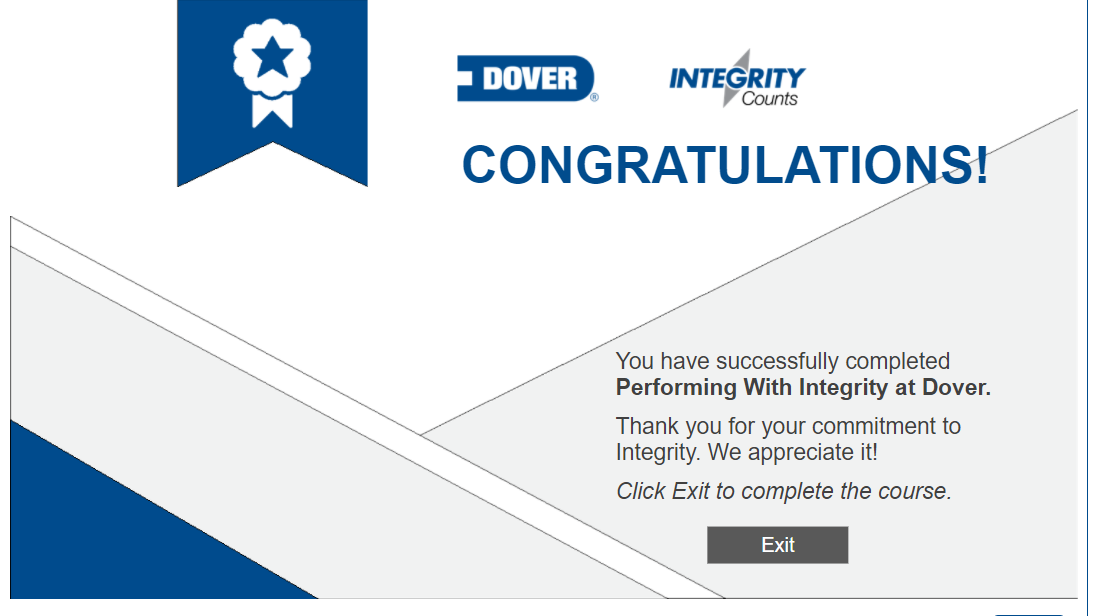 DOVER®
INTEGRITY
Counts
CONGRATULATIONS!
You have successfully completed
Performing With Integrity at Dover.
Thank you for your commitment to
Integrity. We appreciate it!
Click Exit to complete the course.
Exit